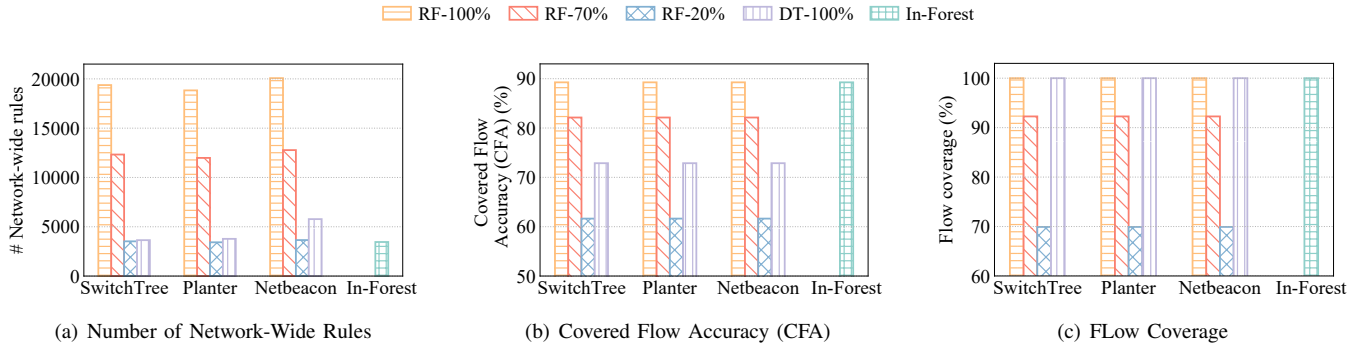 RF-100% RF-70% RF-20% DT-100% In-Forest
# Network-wide rules
20000
15000
10000
5000
0
SwitchTree Planter Netbeacon In-Forest
(a) Number of Network-Wide Rules
Covered Flow
Accuracy (CFA) (%)
90
80
70
60
50
SwitchTree Planter Netbeacon In-Forest
(b) Covered Flow Accuracy (CFA)
Flow coverage (%)
100
90
80
70
60
SwitchTree Planter Netbeacon In-Forest
(c) FLow Coverage